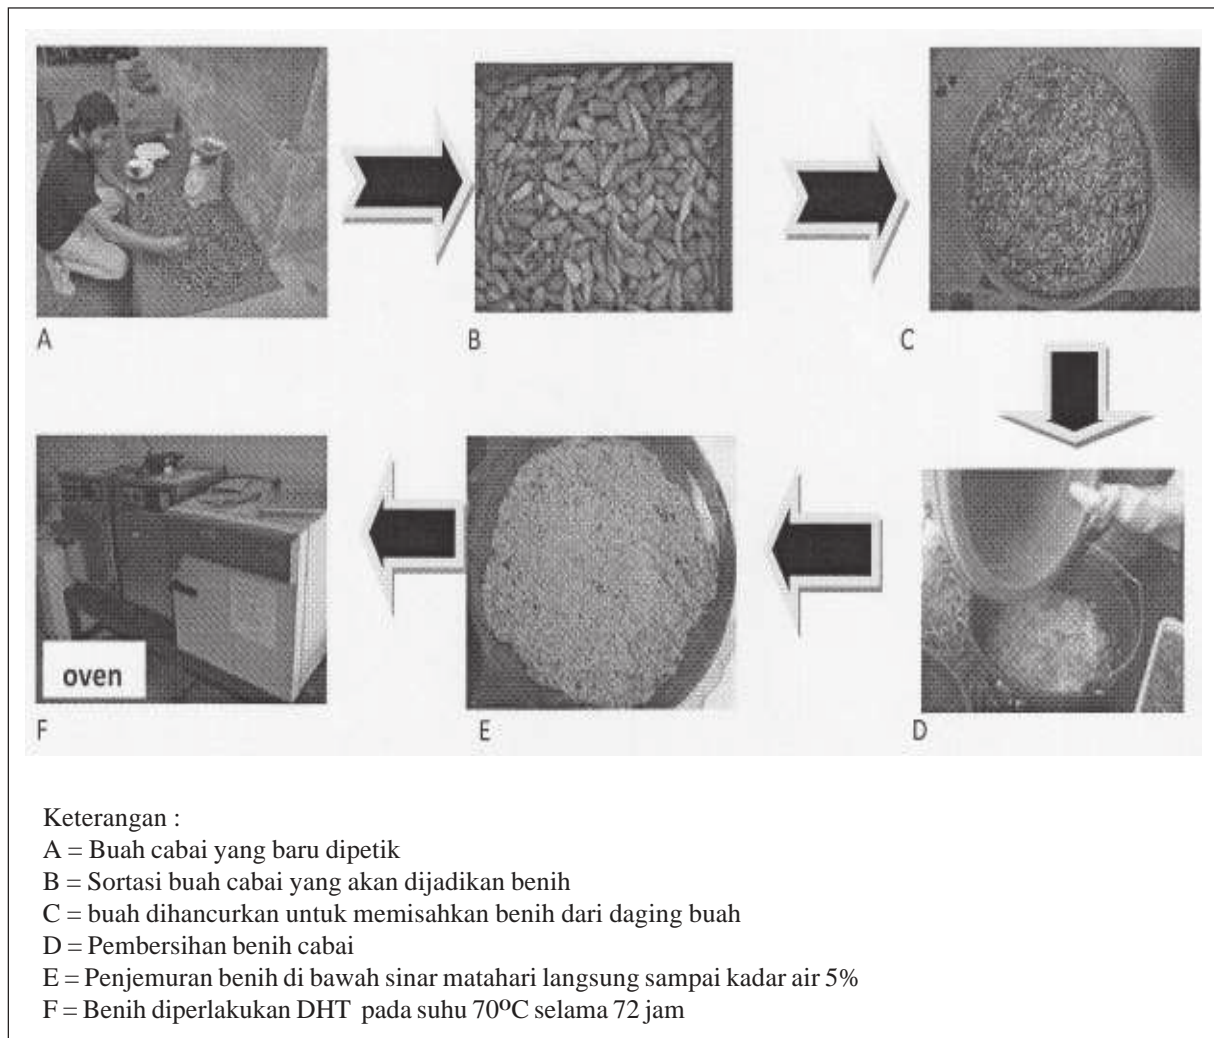 A
B
C
oven
F
E
D
Keterangan :
A = Buah cabai yang baru dipetik
B = Sortasi buah cabai yang akan dijadikan benih
C = buah dihancurkan untuk memisahkan benih dari daging buah
D = Pembersihan benih cabai
E = Penjemuran benih di bawah sinar matahari langsung sampai kadar air 5%
F = Benih diperlakukan DHT pada suhu 70ºC selama 72 jam